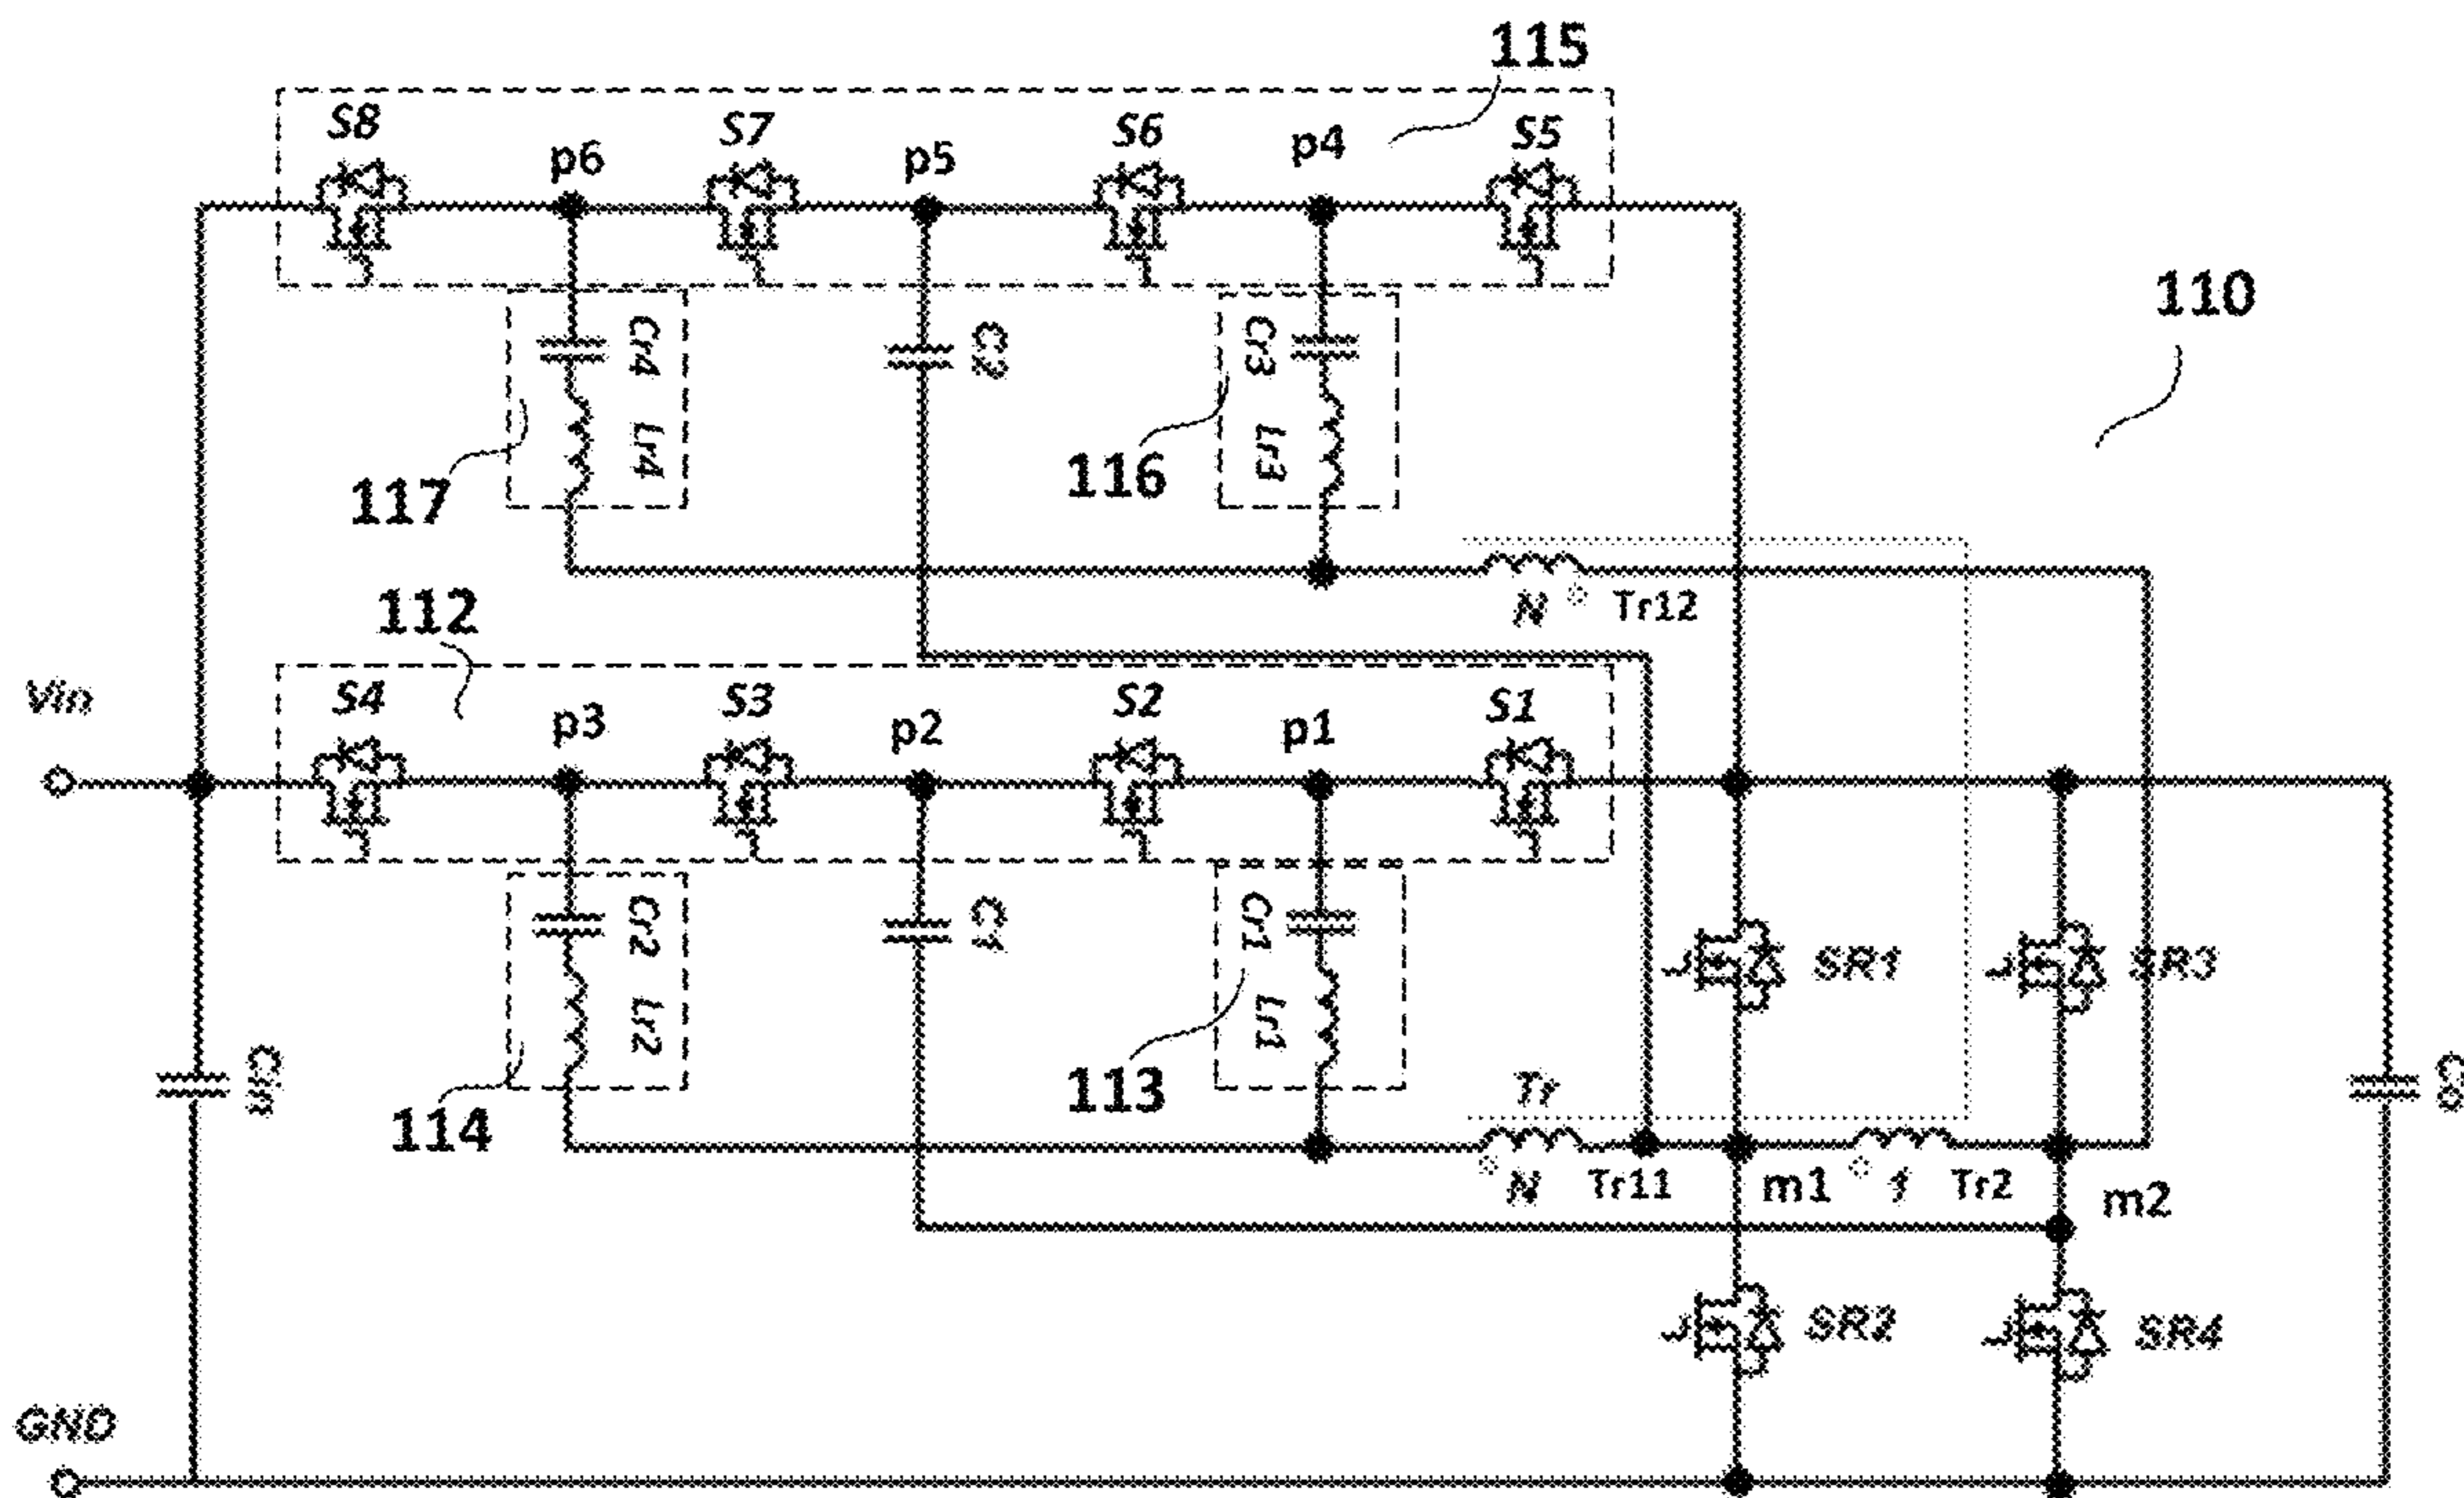 115
S8
S7
S6
S5
p6
p5
p4
110
Cr4
Lr4
C2
Cr3
Lr3
117
116
N
Tr12
112
Vin
S4
S3
S2
S1
p3
p2
p1
Cr2
Lr2
C1
Cr1
Lr1
SR1
SR3
Cin
114
113
Tr
Co
N
Tr11
m1
1
Tr2
m2
SR2
SR4
GND